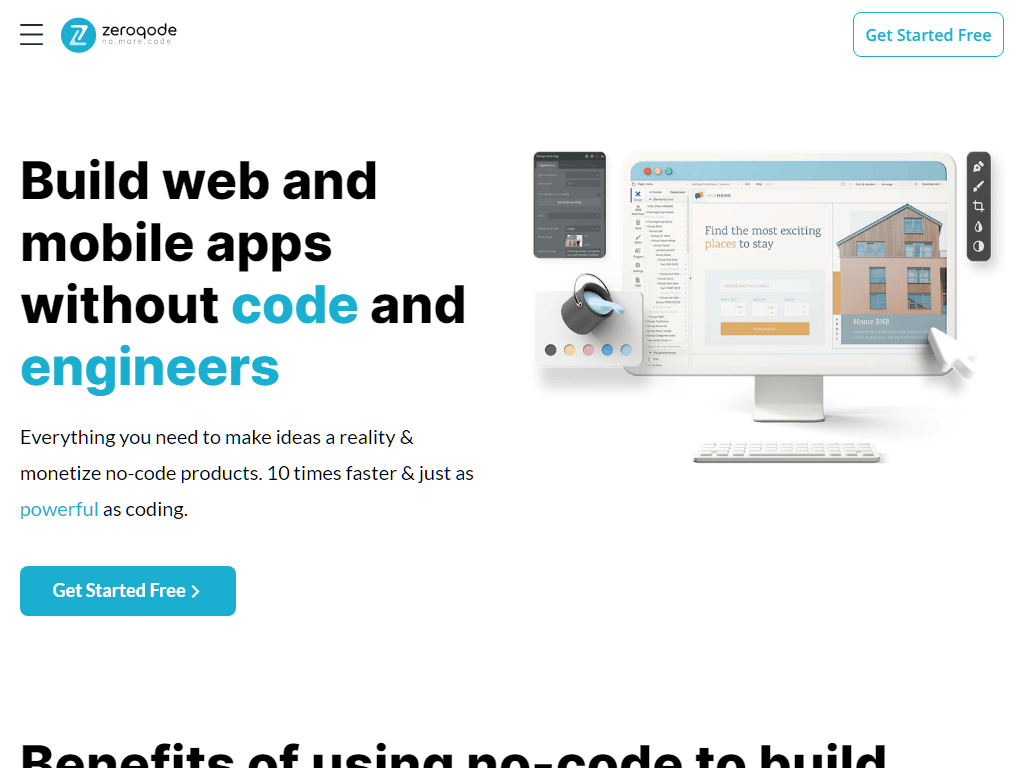 zeroqode
no.more.code
Get Started Free
Build web and
mobile apps
without code and
engineers
Everything you need to make ideas a reality &
monetize no-code products. 10 times faster & just as
powerful as coding.
Get Started Free
Find the most exciting
places to stay
Home BNB
Benefits of using no-code to build